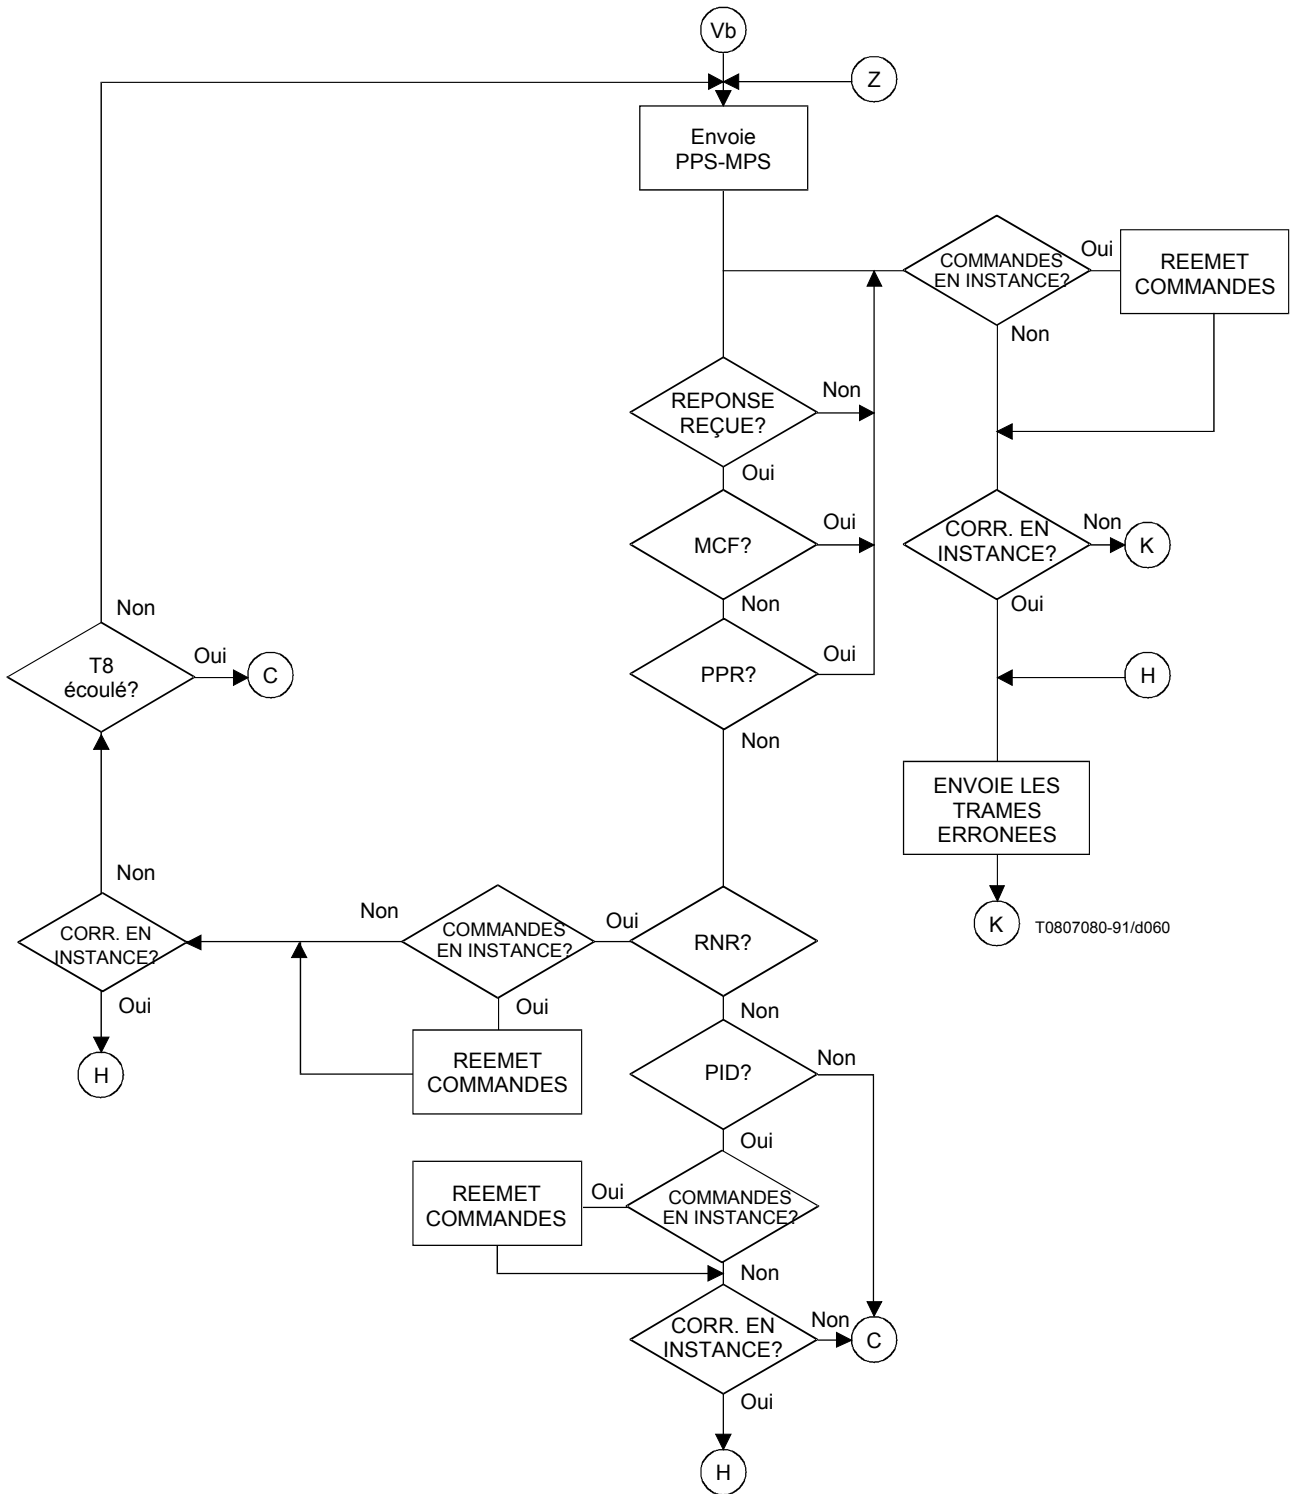 Vb
Z
Envoie
PPS-MPS
COMMANDES
EN INSTANCE?
Oui
REEMET
COMMANDES
Non
REPONSE
REÇUE?
Non
Oui
MCF?
Oui
Non
CORR. EN
INSTANCE?
Non
K
Oui
PPR?
Oui
Non
H
ENVOIE LES
TRAMES
ERRONEES
K
T0807080-91/d060
Non
T8
écoulé?
Oui
C
Non
CORR. EN
INSTANCE?
Oui
H
Non
COMMANDES
EN INSTANCE?
Oui
Oui
REEMET
COMMANDES
RNR?
Non
PID?
Non
Oui
REEMET
COMMANDES
Oui
COMMANDES
EN INSTANCE?
Non
CORR. EN
INSTANCE?
Non
C
Oui
H